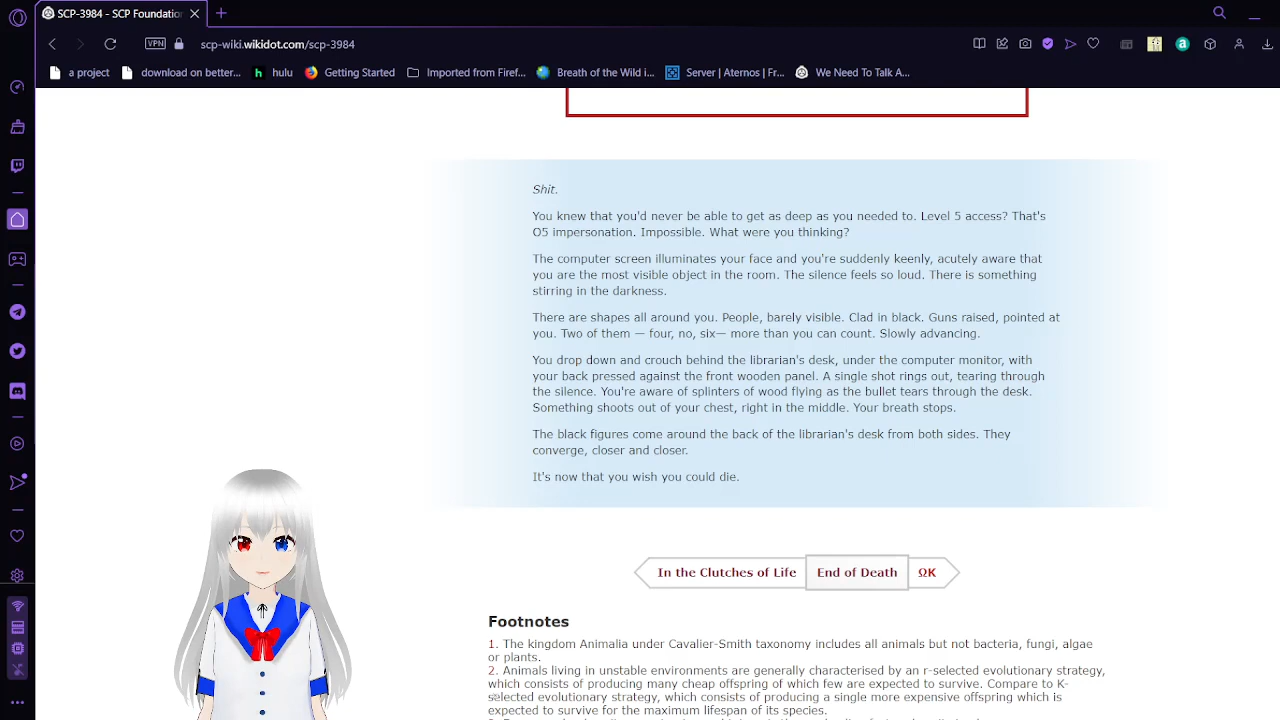 SCP-3984 - SCP Foundation
scp-wiki.wikidot.com/scp-3984
VPN
a project
download on better...
hulu
Getting Started
Imported from Firef...
Breath of the Wild i...
Server | Aternos | Fr...
We Need To Talk A...
Shit.
You knew that you'd never be able to get as deep as you needed to. Level 5 access? That's
O5 impersonation. Impossible. What were you thinking?
The computer screen illuminates your face and you're suddenly keenly, acutely aware that
you are the most visible object in the room. The silence feels so loud. There is something
stirring in the darkness.
There are shapes all around you. People, barely visible. Clad in black. Guns raised, pointed at
you. Two of them — four, no, six— more than you can count. Slowly advancing.
You drop down and crouch behind the librarian's desk, under the computer monitor, with
your back pressed against the front wooden panel. A single shot rings out, tearing through
the silence. You're aware of splinters of wood flying as the bullet tears through the desk.
Something shoots out of your chest, right in the middle. Your breath stops.
The black figures come around the back of the librarian's desk from both sides. They
converge, closer and closer.
It's now that you wish you could die.
In the Clutches of Life
End of Death
ΩK
Footnotes
1. The kingdom Animalia under Cavalier-Smith taxonomy includes all animals but not bacteria, fungi, algae
or plants.
2. Animals living in unstable environments are generally characterised by an r-selected evolutionary strategy,
which consists of producing many cheap offspring of which few are expected to survive. Compare to K-
selected evolutionary strategy, which consists of producing a single more expensive offspring which is
expected to survive for the maximum lifespan of its species.